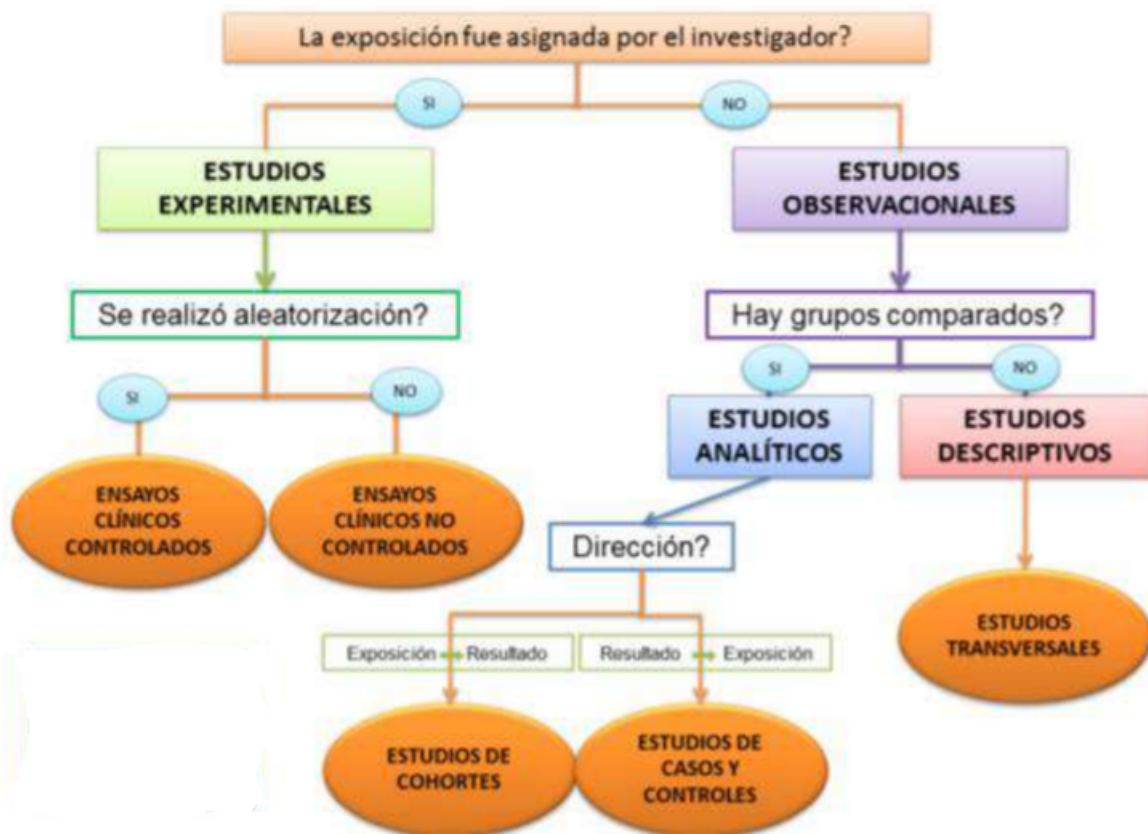 La exposición fue asignada por el investigador?
SI
NO
ESTUDIOS
EXPERIMENTALES
ESTUDIOS
OBSERVACIONALES
Se realizó aleatorización?
Hay grupos comparados?
SI
NO
SI
NO
ESTUDIOS
ANALÍTICOS
ESTUDIOS
DESCRIPTIVOS
ENSAYOS
CLÍNICOS
CONTROLADOS
ENSAYOS
CLÍNICOS NO
CONTROLADOS
Dirección?
ESTUDIOS
TRANSVERSALES
Exposición Resultado
Resultado Exposición
ESTUDIOS DE
COHORTES
ESTUDIOS DE
CASOS Y
CONTROLES